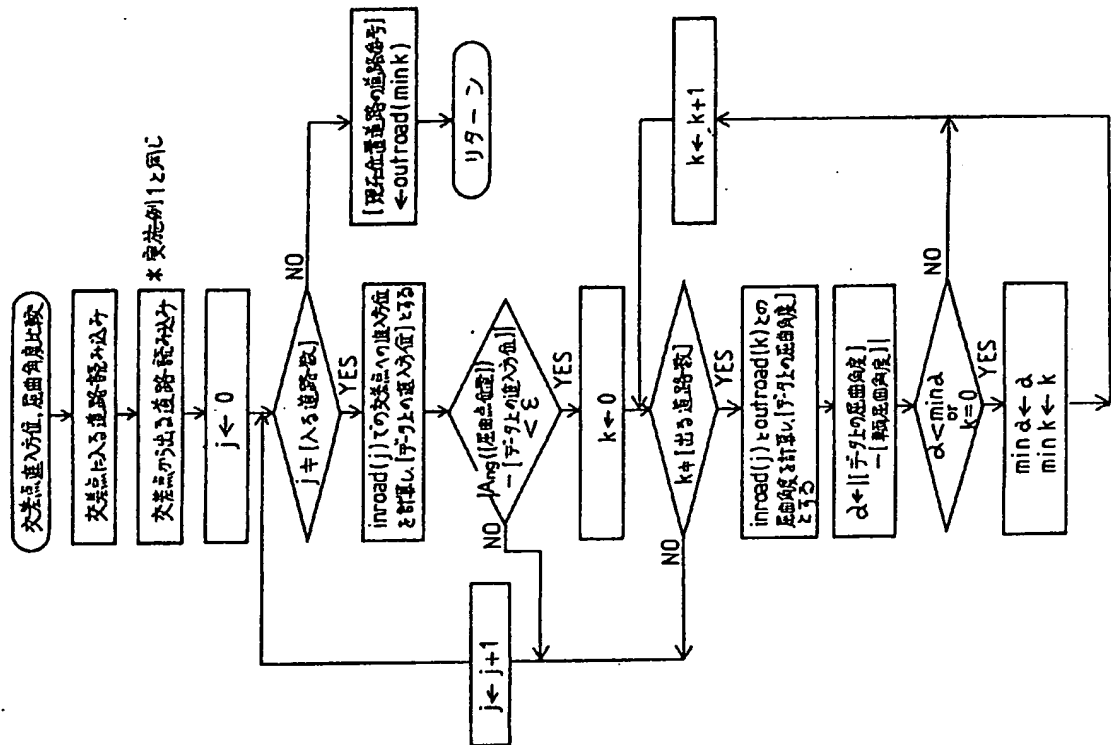 交差点進入方位,屈曲角度比較
交差点に入る道路読み込み
交差点から出る道路読み込み
*実施例1と同じ
j←0
j≠[入る道路数]
NO
YES
[現在位置道路の道路番号]
←outroad(mink)
リターン
inroad(j)での交差点への進入方位
を計算し,[データ上の進入方位]とする
|Ang([屈曲点位置])
-[データ上の進入方位]|
<ε
NO
YES
j←j+1
k←0
k←k+1
k≠[出る道路数]
NO
YES
inroad(j)とoutroad(k)との
屈曲角度を計算し,[データ上の屈曲角度]
とする
d←|[データ上の屈曲角度]
-[車両屈曲角度]|
d<mind
or
k=0
NO
YES
mind←d
mink←k